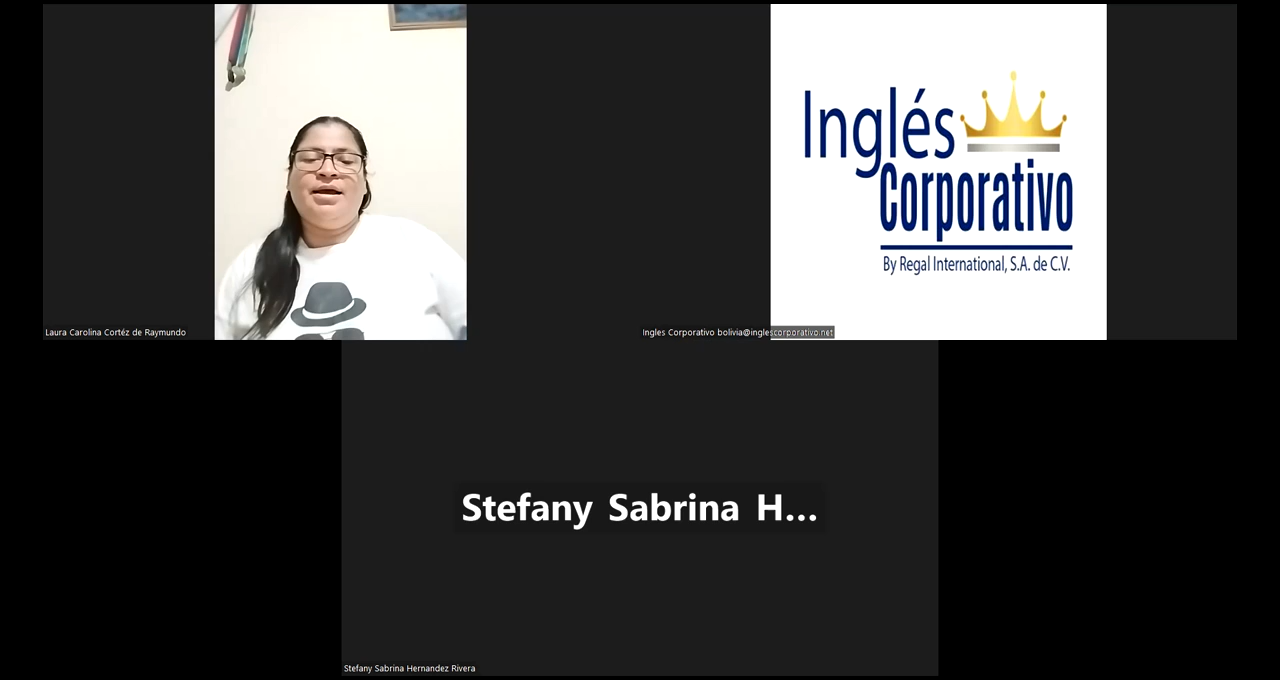 Inglés
Corporativo
By Regal International, S.A. de C.V.
Laura Carolina Cortéz de Raymundo
Ingles Corporativo bolivia@inglescorporativo.net
Stefany Sabrina H...
Stefany Sabrina Hernandez Rivera